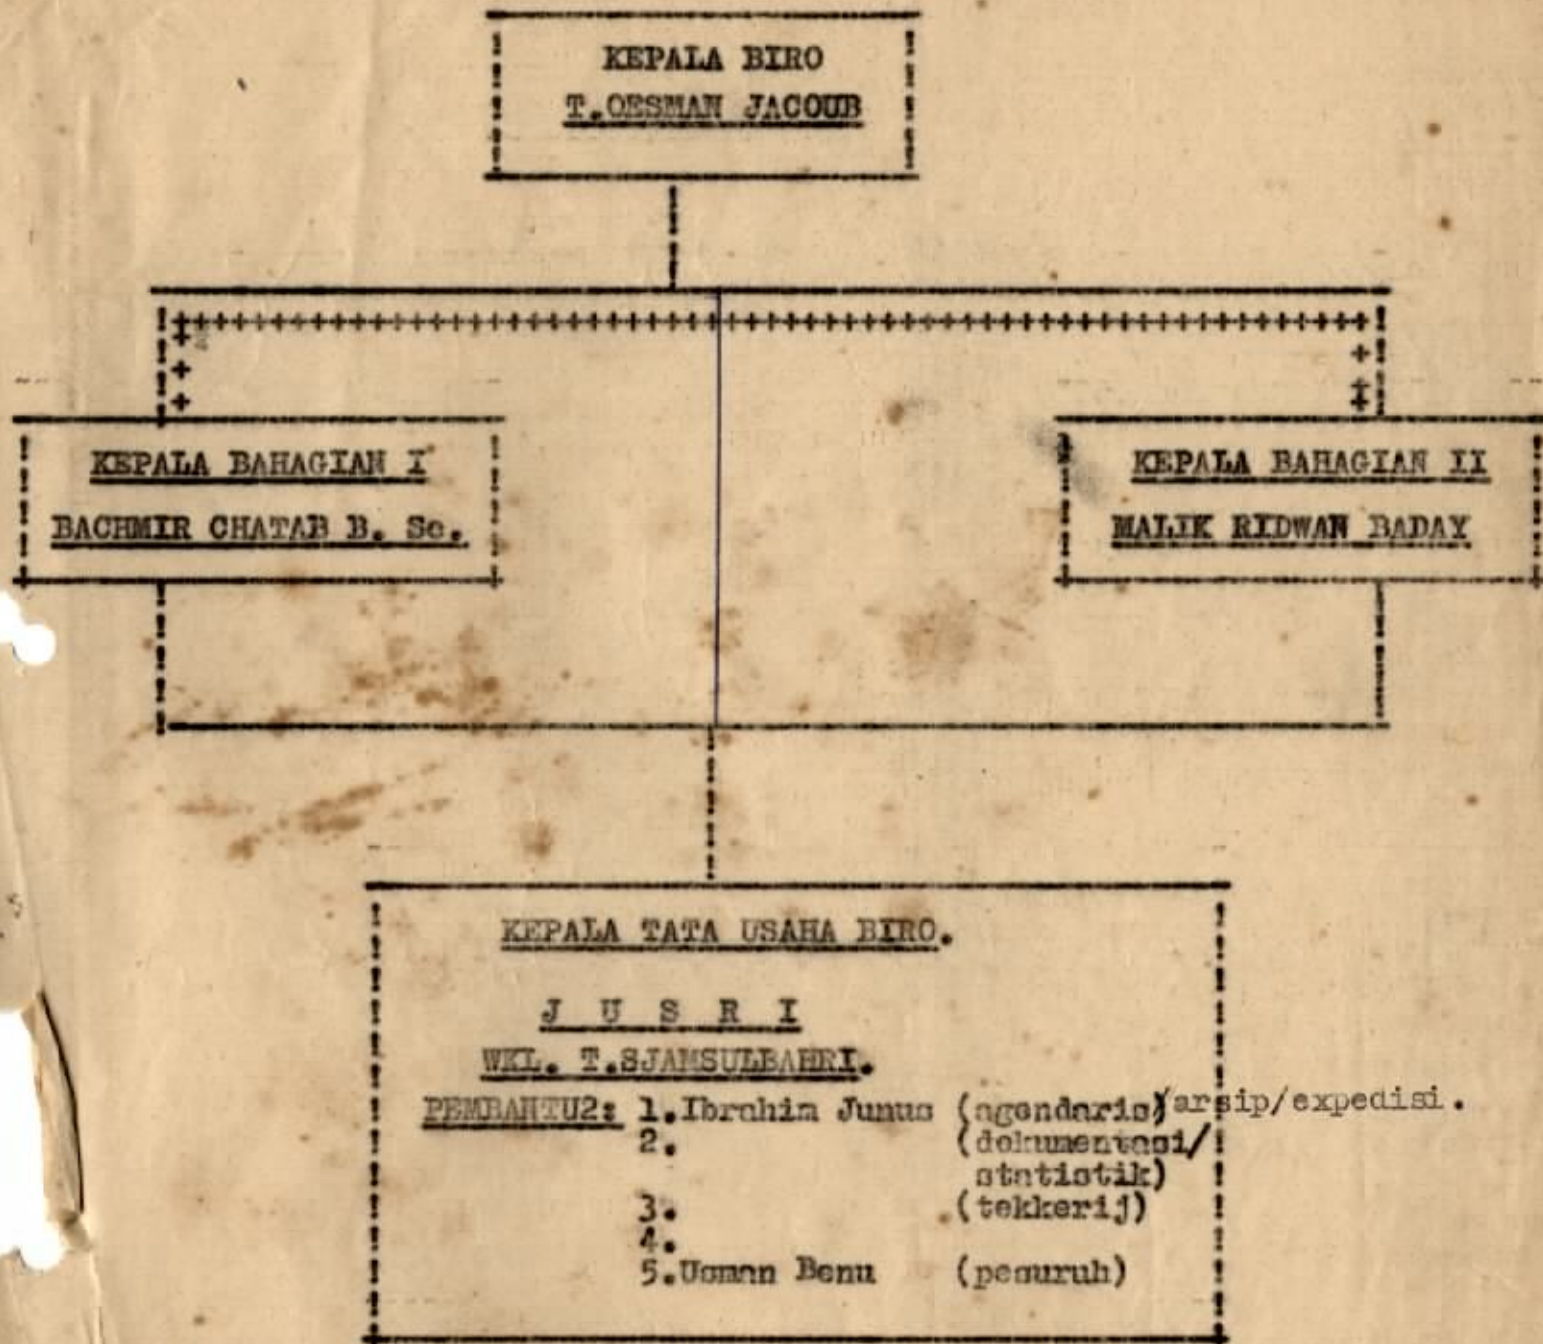 KEPALA BIRO
T.OESMAN JACOUB
KEPALA BAHAGIAN I
BACHMIR CHATAB B. Sc.
KEPALA BAHAGIAN II
MALIK RIDWAN BADAY
KEPALA TATA USAHA BIRO.
J U S R I
WKL. T.SJAMSULBAHRI.
PEMBANTU2: 1.Ibrahim Junus (agendaris)/arsip/expedisi.
2. (dokumentasi/
statistik)
3. (tekkerij)
4.
5.Usman Benu (pesuruh)